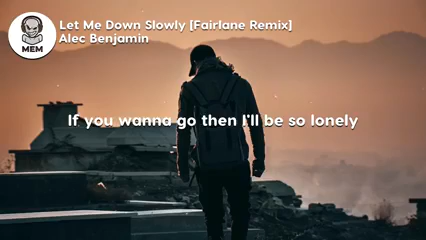 Let Me Down Slowly [Fairlane Remix]
Alec Benjamin
MEM
If you wanna go then I'll be so lonely